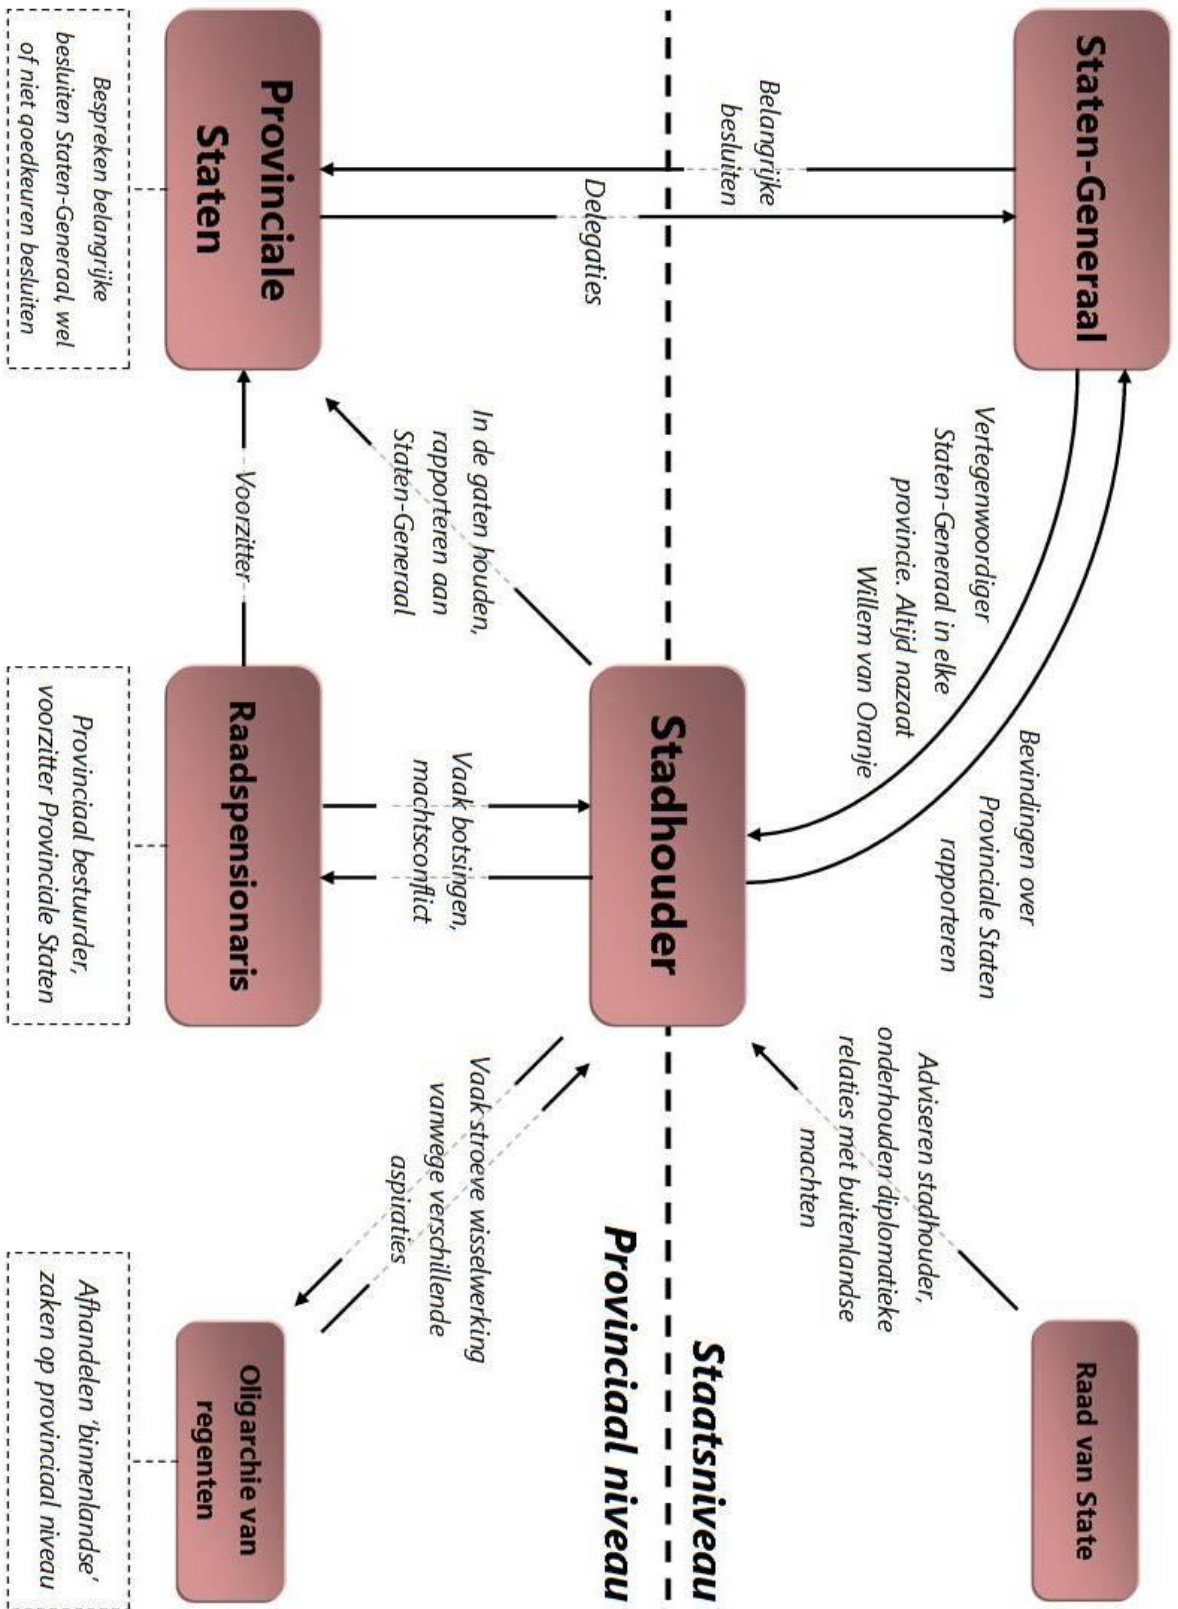 Staten-Generaal
Raad van State
Vertegenwoordiger
Staten-Generaal in elke
provincie. Altijd nazaat
Willem van Oranje
Bevindingen over
Provinciale Staten
rapporteren
Adviseren stadhouder,
onderhouden diplomatieke
relaties met buitenlandse
machten
Belangrijke
besluiten
Delegaties
Staatsniveau
Stadhouder
Provinciaal niveau
In de gaten houden,
rapporteren aan
Staten-Generaal
Vaak botsingen,
machtsconflict
Vaak stroeve wisselwerking
vanwege verschillende
aspiraties
Provinciale
Staten
Voorzitter
Raadspensionaris
Oligarchie van
regenten
Bespreken belangrijke
besluiten Staten-Generaal, wel
of niet goedkeuren besluiten
Provinciaal bestuurder,
voorzitter Provinciale Staten
Afhandelen ‘binnenlandse’
zaken op provinciaal niveau